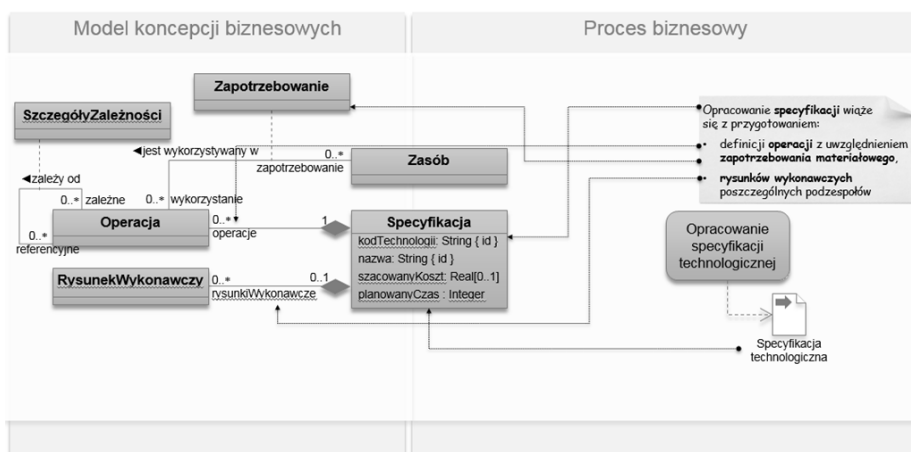 Model koncepcji biznesowych
Proces biznesowy
Zapotrzebowanie
SzczegółyZależności
Opracowanie specyfikacji wiąże
się z przygotowaniem:
• definicji operacji z uwzględnieniem
zapotrzebowania materiałowego,
• rysunków wykonawczych
poszczególnych podzespołów
◀jest wykorzystywany w
0..*
zapotrzebowanie
Zasób
◀zależy od
0..* zależne
0..* wykorzystanie
Operacja
0..*
referencyjne
0..*
operacje
1
Specyfikacja
kodTechnologii: String { id }
nazwa: String { id }
szacowanyKoszt: Real[0..1]
planowanyCzas : Integer
RysunekWykonawczy
0..*
rysunkiWykonawcze
0..1
Opracowanie
specyfikacji
technologicznej
Specyfikacja
technologiczna